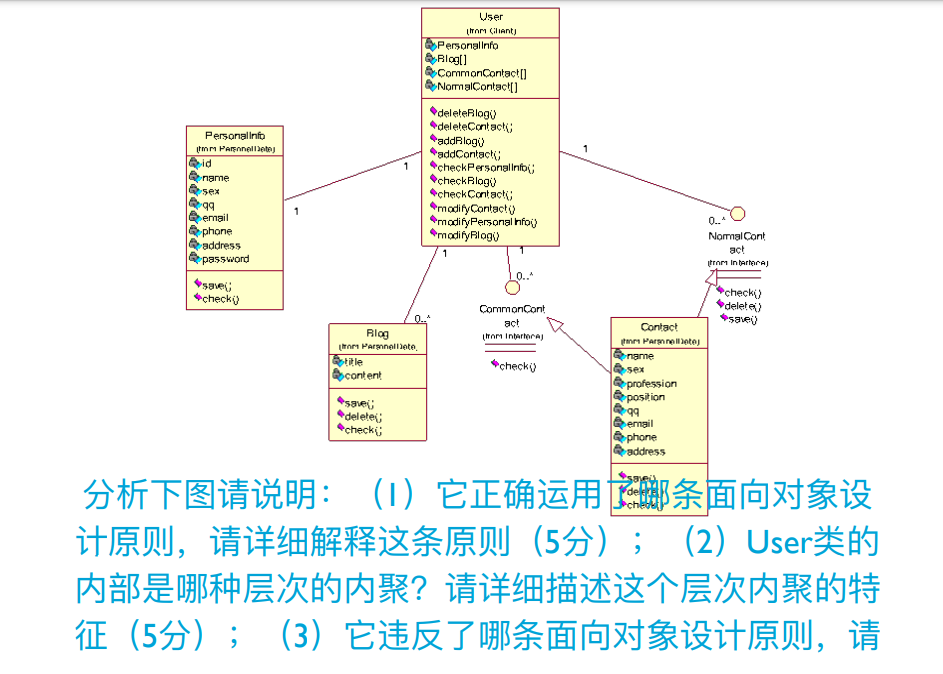 User
(from Client)
PersonalInfo
Blog[]
CommonContact[]
NormalContact[]
deleteBlog()
deleteContact()
addBlog()
addContact()
checkPersonalInfo()
checkBlog()
checkContact()
modifyContact()
modifyPersonalInfo()
modifyBlog()
PersonalInfo
(from PersonelDate)
id
name
sex
qq
email
phone
address
password
save()
check()
1
1
1
0..*
NormalCont
act
(from Interface)
check()
delete()
save()
1
0..*
Blog
(from PersonelDate)
title
content
save()
delete()
check()
1
0..*
CommonCont
act
(from Interface)
check()
Contact
(from PersonelDate)
name
sex
profession
position
qq
email
phone
address
save()
delete()
check()
分析下图请说明：（1）它正确运用了哪条面向对象设
计原则，请详细解释这条原则（5分）；（2）User类的
内部是哪种层次的内聚？请详细描述这个层次内聚的特
征（5分）；（3）它违反了哪条面向对象设计原则，请